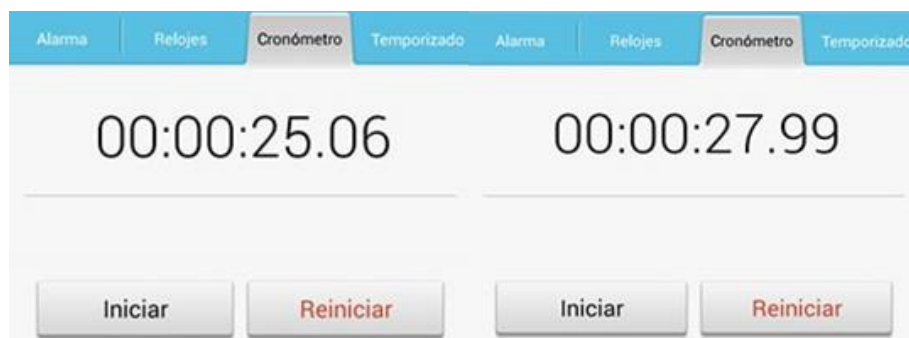 Alarma Relojes Cronómetro Temporizado
00:00:25.06
Iniciar Reiniciar
Alarma Relojes Cronómetro Temporizado
00:00:27.99
Iniciar Reiniciar